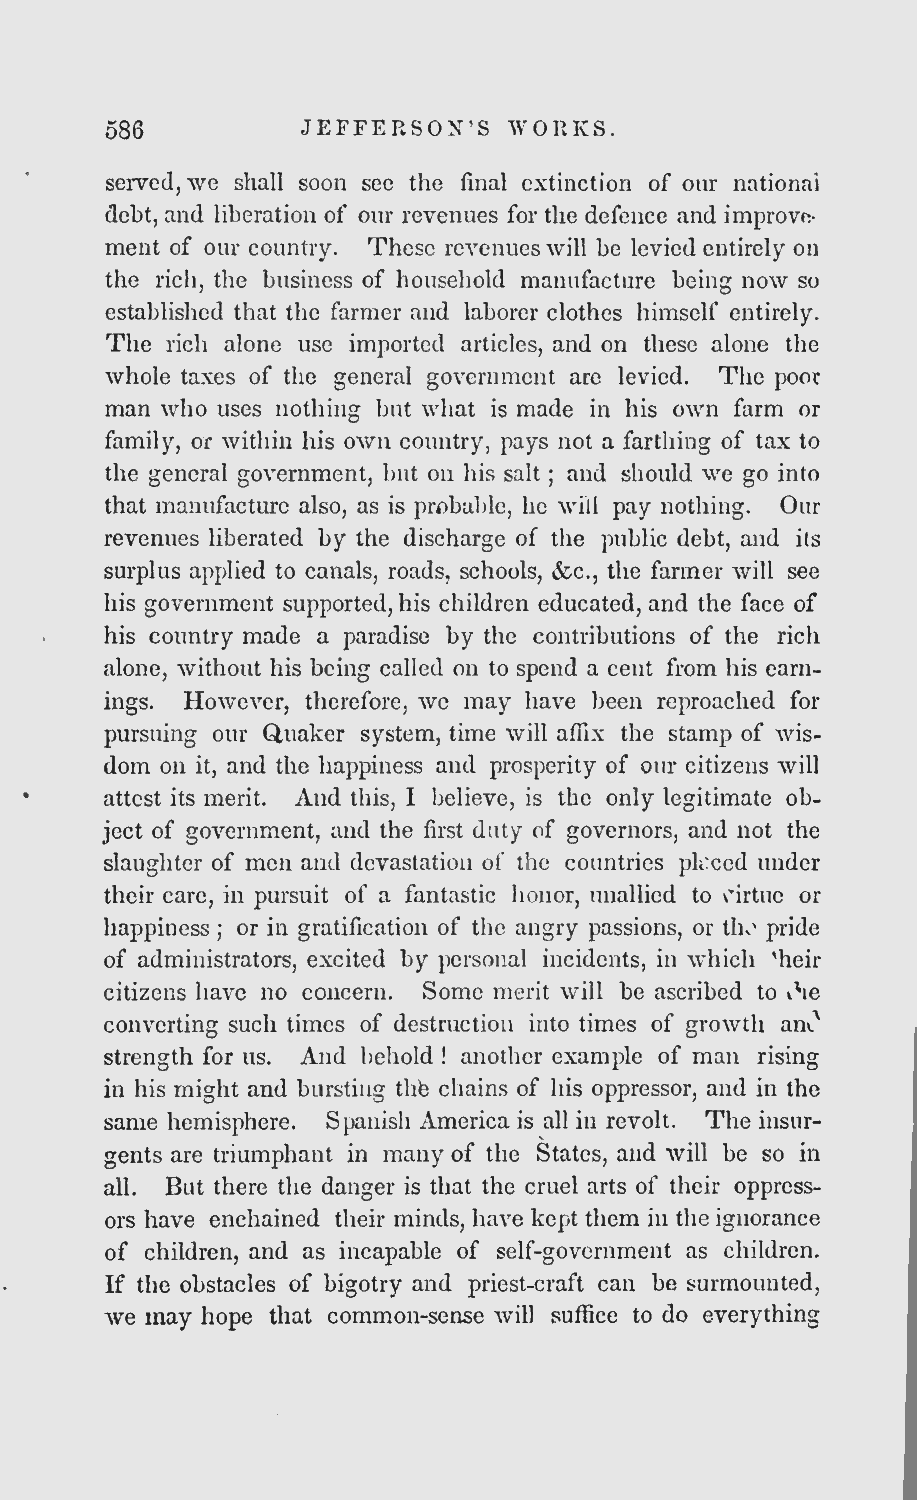 586 JEFFERSON'S WORKS.
served, we shall soon see the final extinction of our national
debt, and liberation of our revenues for the defence and improve-
ment of our country. These revenues will be levied entirely on
the rich, the business of household manufacture being now so
established that the farmer and laborer clothes himself entirely.
The rich alone use imported articles, and on these alone the
whole taxes of the general government are levied. The poor
man who uses nothing but what is made in his own farm or
family, or within his own country, pays not a farthing of tax to
the general government, but on his salt ; and should we go into
that manufacture also, as is probable, he will pay nothing. Our
revenues liberated by the discharge of the public debt, and its
surplus applied to canals, roads, schools, &c., the farmer will see
his government supported, his children educated, and the face of
his country made a paradise by the contributions of the rich
alone, without his being called on to spend a cent from his earn-
ings. However, therefore, we may have been reproached for
pursuing our Quaker system, time will affix the stamp of wis-
dom on it, and the happiness and prosperity of our citizens will
attest its merit. And this, I believe, is the only legitimate ob-
ject of government, and the first duty of governors, and not the
slaughter of men and devastation of the countries placed under
their care, in pursuit of a fantastic honor, unallied to virtue or
happiness ; or in gratification of the angry passions, or the pride
of administrators, excited by personal incidents, in which their
citizens have no concern. Some merit will be ascribed to the
converting such times of destruction into times of growth and
strength for us. And behold ! another example of man rising
in his might and bursting the chains of his oppressor, and in the
same hemisphere. Spanish America is all in revolt. The insur-
gents are triumphant in many of the States, and will be so in
all. But there the danger is that the cruel arts of their oppress-
ors have enchained their minds, have kept them in the ignorance
of children, and as incapable of self-government as children.
If the obstacles of bigotry and priest-craft can be surmounted,
we may hope that common-sense will suffice to do everything